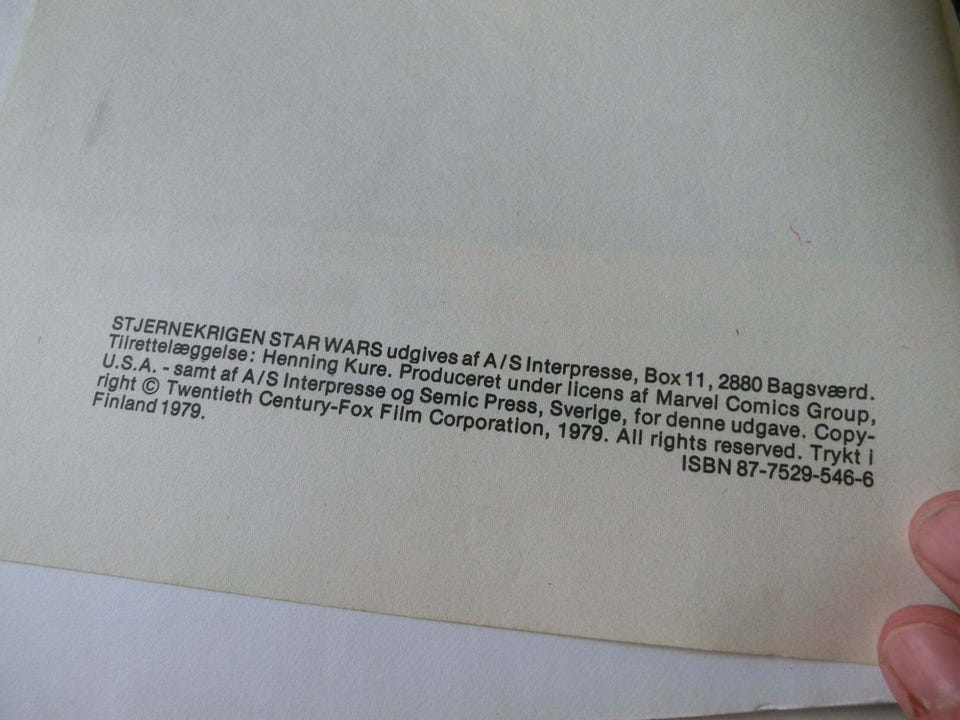 STJERNEKRIGEN STAR WARS udgives af A/S Interpresse, Box 11, 2880 Bagsværd.
Tilrettelæggelse: Henning Kure. Produceret under licens af Marvel Comics Group,
U.S.A. - samt af A/S Interpresse og Semic Press, Sverige, for denne udgave. Copy-
right © Twentieth Century-Fox Film Corporation, 1979. All rights reserved. Trykt i
Finland 1979.
ISBN 87-7529-546-6